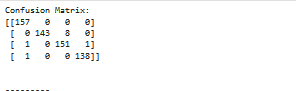 Confusion Matrix:
[[157   0   0   0]
 [  0 143   8   0]
 [  1   0 151   1]
 [  1   0   0 138]]
---------